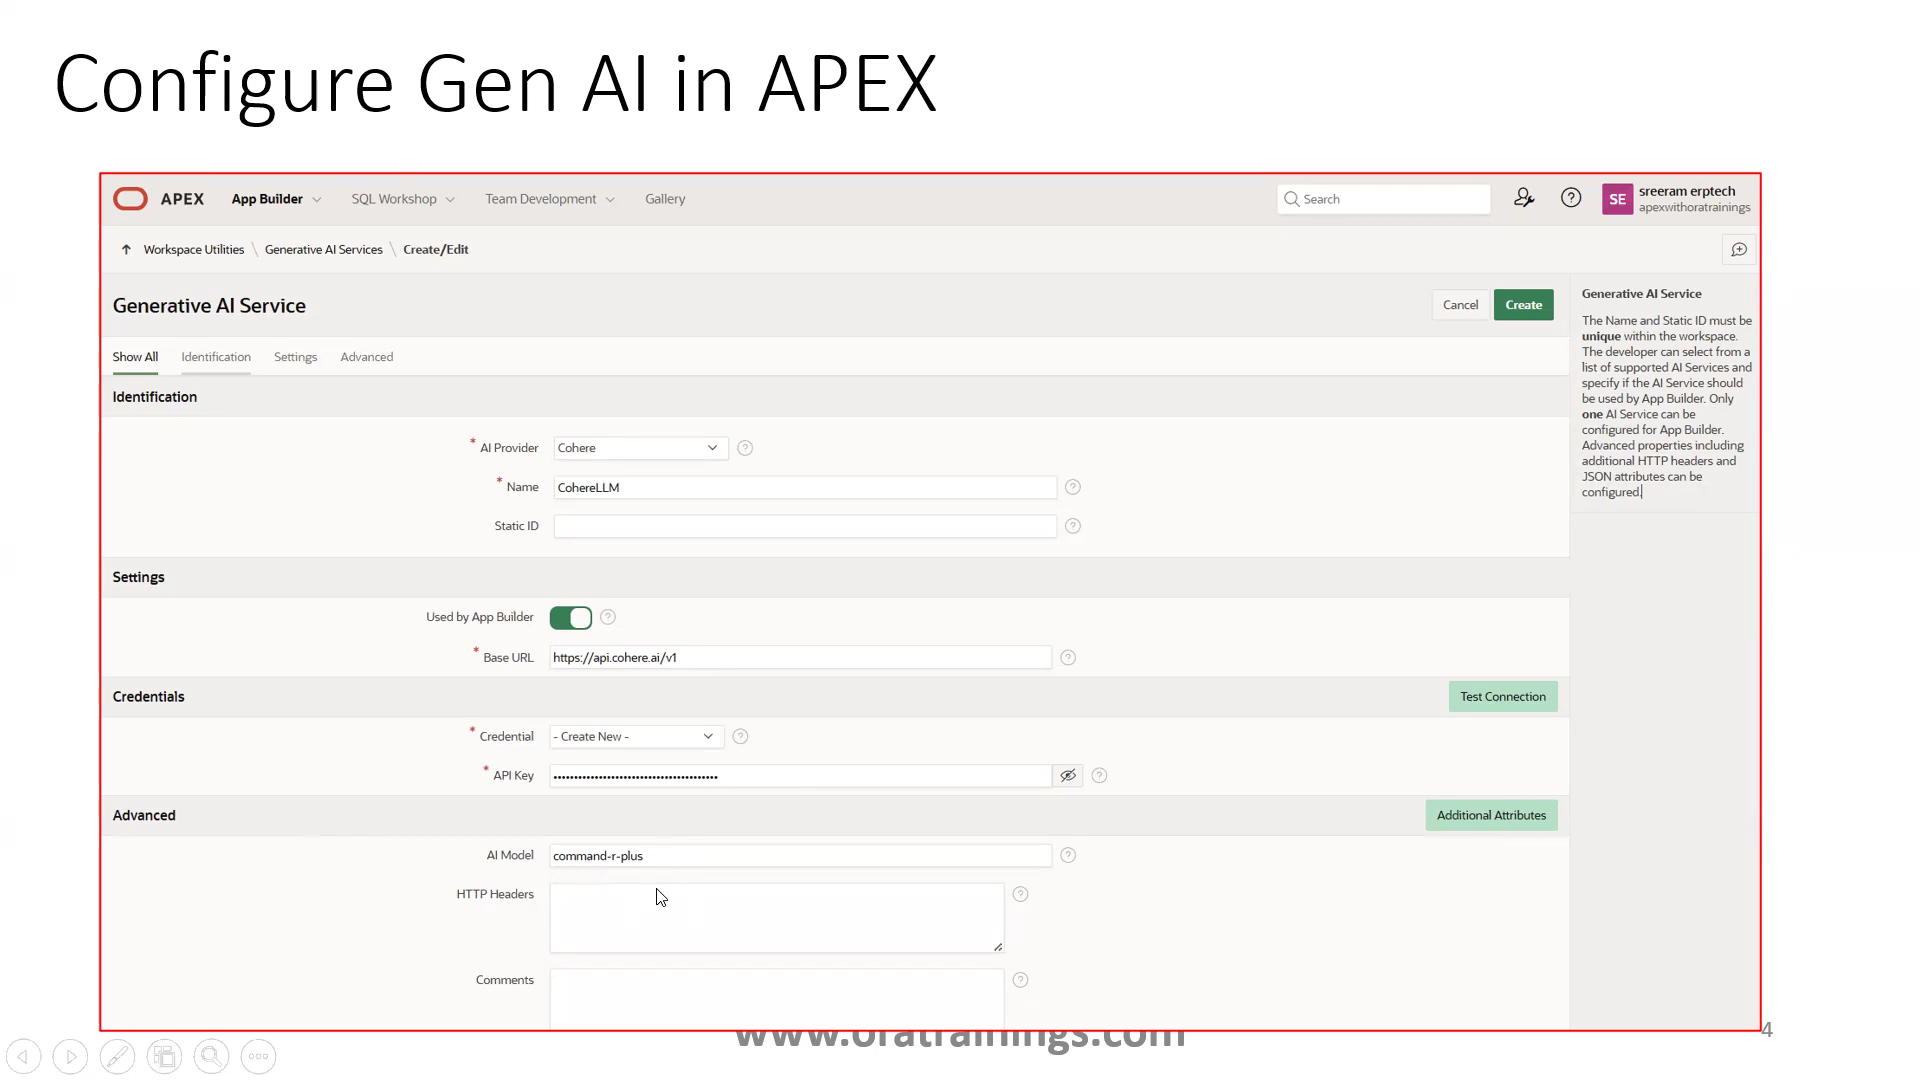 Configure Gen AI in APEX
APEX App Builder SQL Workshop Team Development Gallery Search SE sreeram erptech
apexwithoratrainings
Workspace Utilities \ Generative AI Services \ Create/Edit
Generative AI Service Cancel Create
Show All Identification Settings Advanced
Identification
* AI Provider Cohere
* Name CohereLLM
Static ID
Settings
Used by App Builder
* Base URL https://api.cohere.ai/v1
Credentials Test Connection
* Credential - Create New -
* API Key
Advanced Additional Attributes
AI Model command-r-plus
HTTP Headers
Comments
Generative AI Service
The Name and Static ID must be
unique within the workspace.
The developer can select from a
list of supported AI Services and
specify if the AI Service should
be used by App Builder. Only
one AI Service can be
configured for App Builder.
Advanced properties including
additional HTTP headers and
JSON attributes can be
configured.
www.oratrainings.com
4